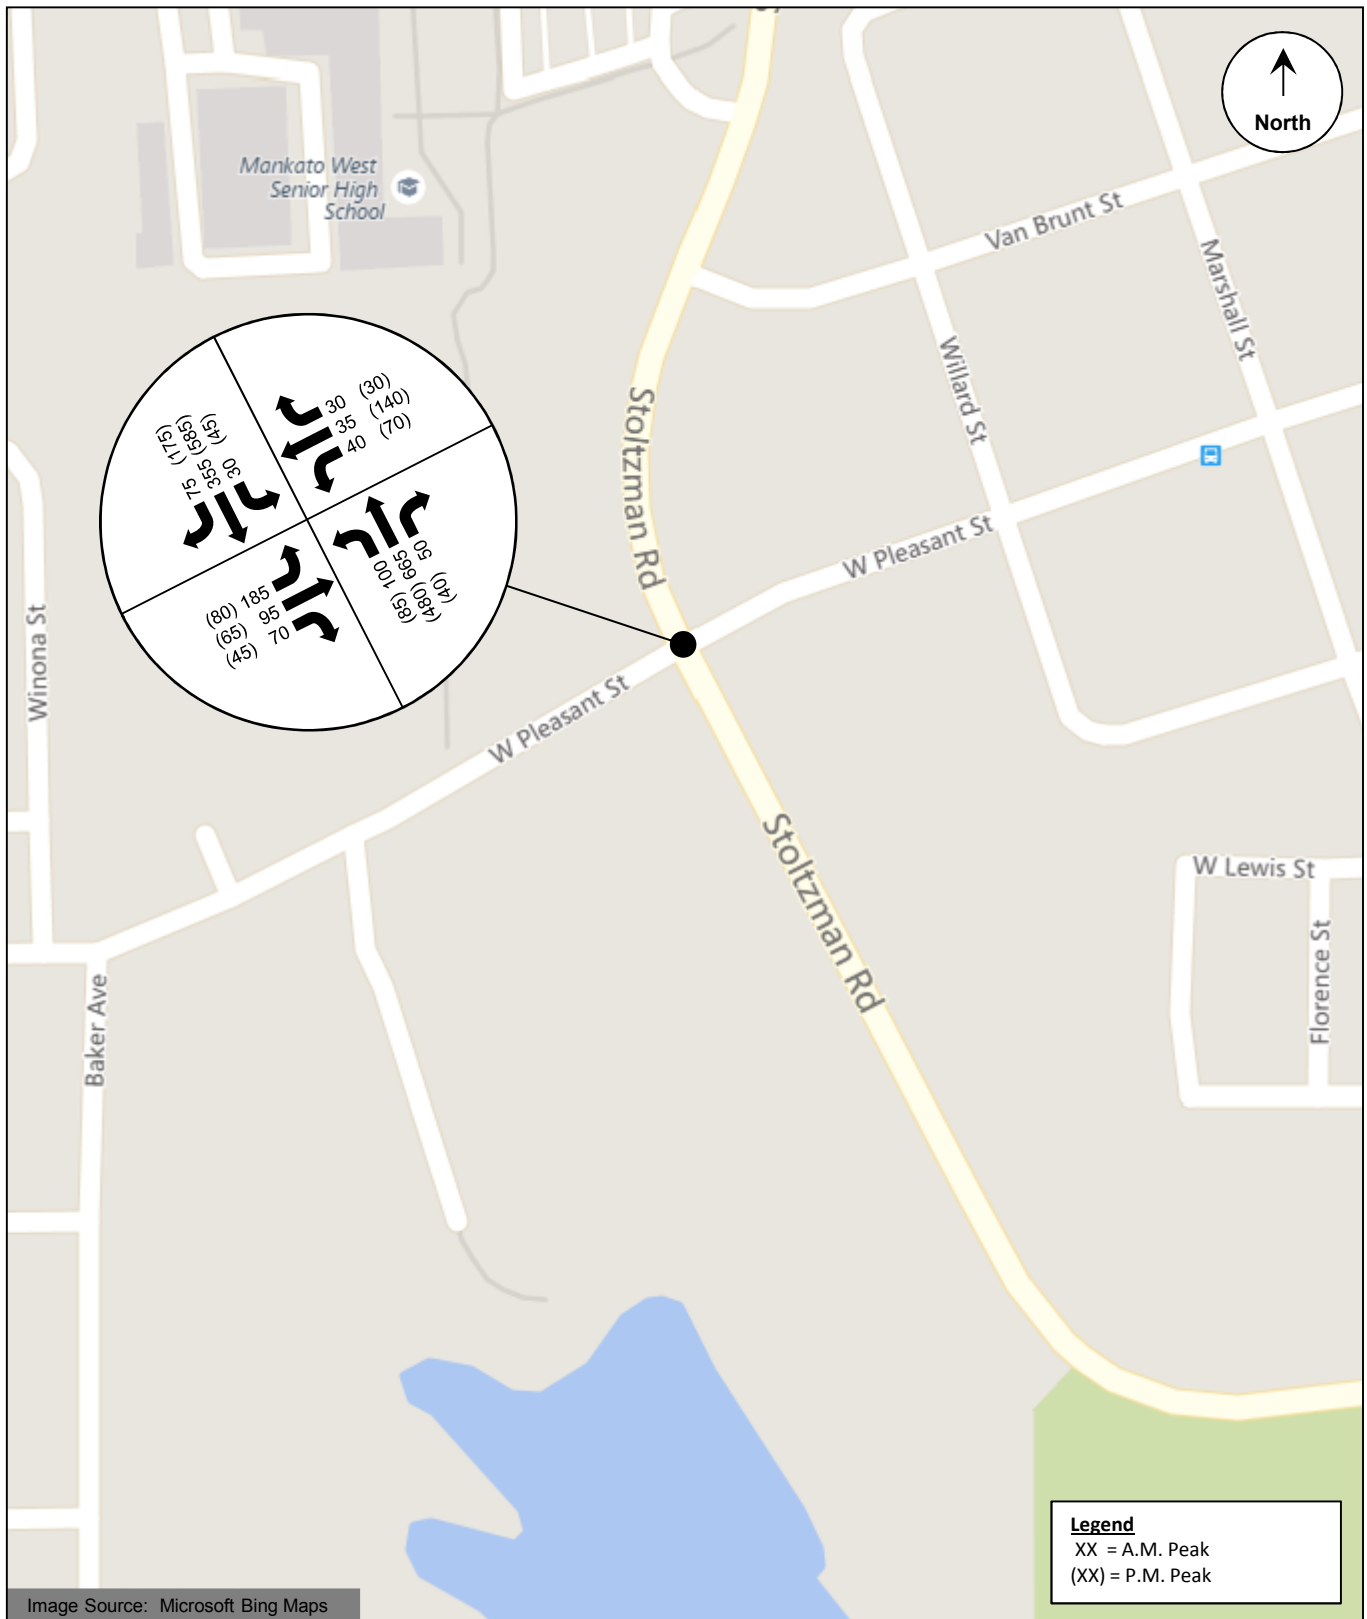 North
Mankato West
Senior High
School
Van Brunt St
Marshall St
Willard St
Stoltzman Rd
W Pleasant St
30 (30)
35 (140)
40 (70)
75 (175)
355 (585)
30 (45)
(85) 100
(480) 665
(40) 50
(80) 185
(65) 95
(45) 70
Winona St
W Pleasant St
Stoltzman Rd
W Lewis St
Florence St
Baker Ave
Legend
XX = A.M. Peak
(XX) = P.M. Peak
Image Source: Microsoft Bing Maps